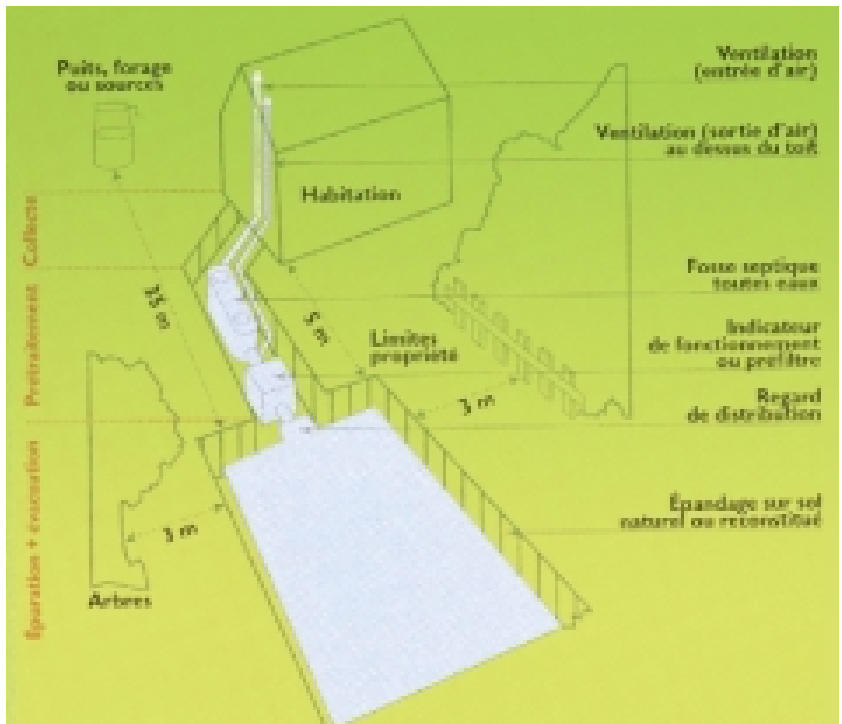 Puits, forage
ou sources
Ventilation
(entrée d'air)
Ventilation (sortie d'air)
au dessus du toit
Habitation
Collecte
Fosse septique
toutes eaux
Prétraitement
5 m
Limites
propriété
Indicateur
de fonctionnement
ou préfiltre
3 m
Regard
de distribution
Épuration + évacuation
Épandage sur sol
naturel ou reconstitué
3 m
Arbres